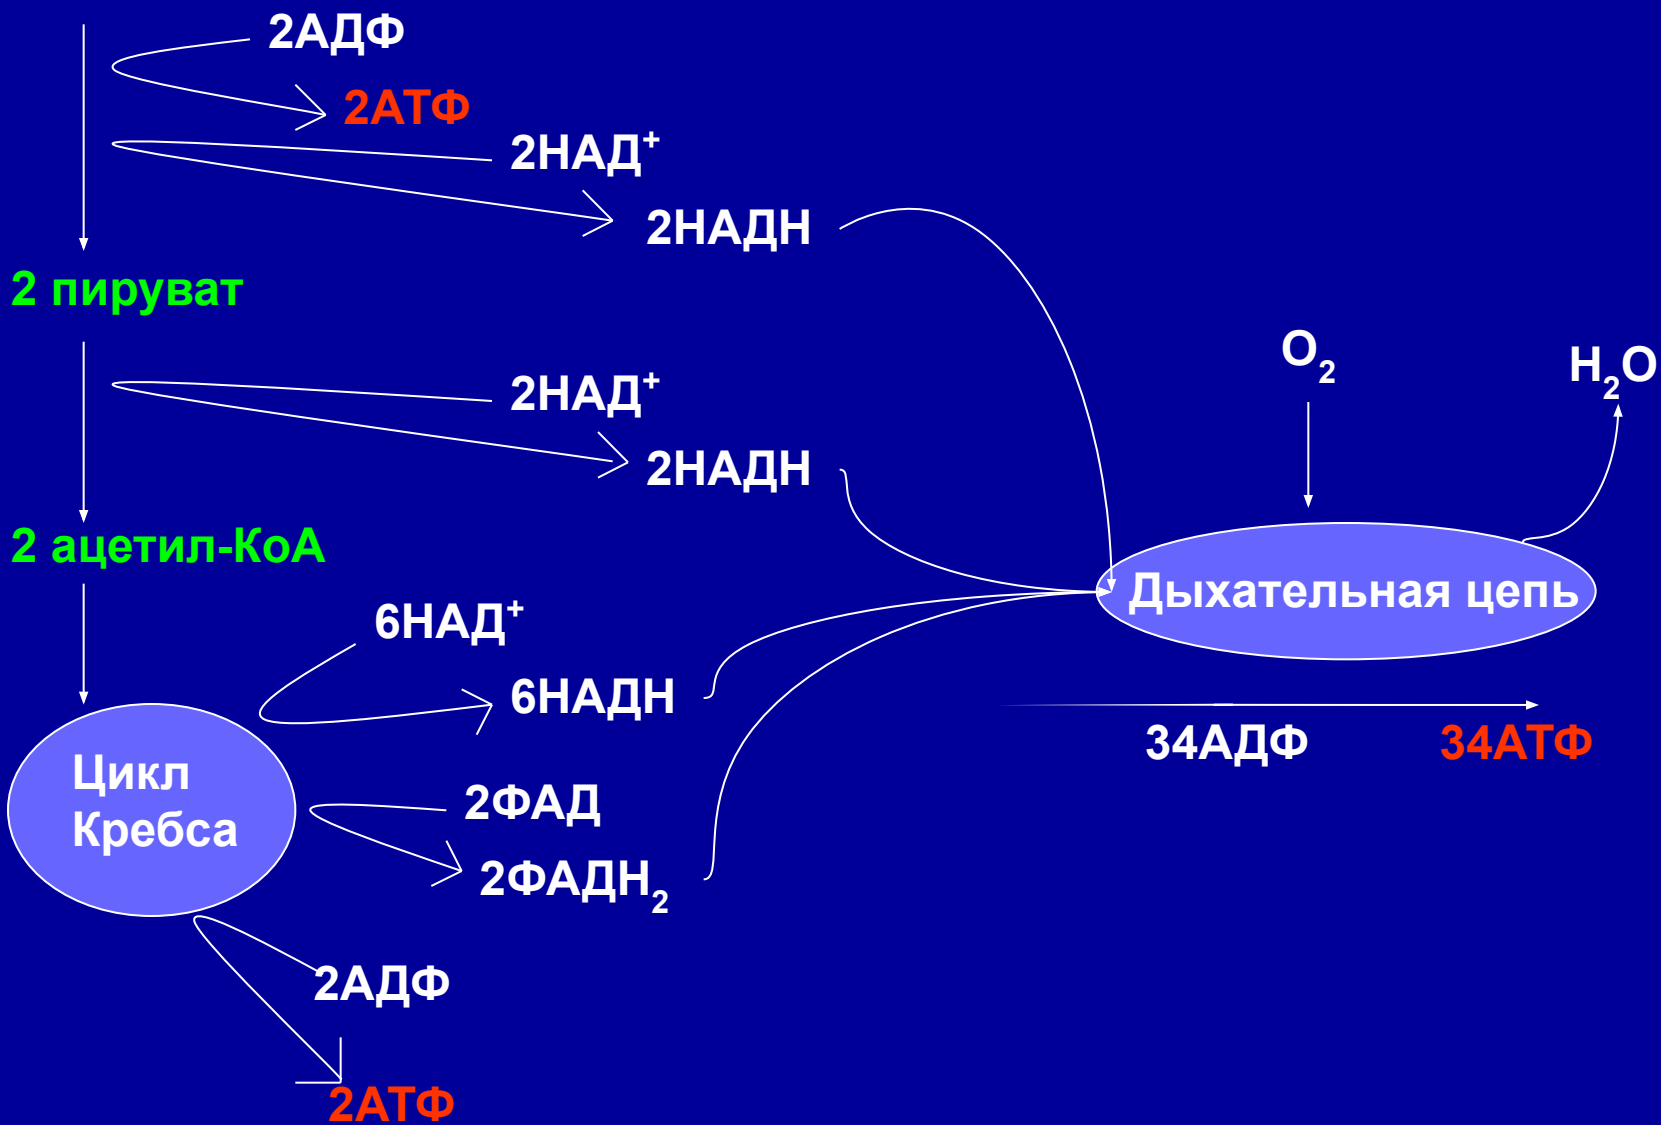 2АДФ
2АТФ
2НАД⁺
2НАДН
2 пируват
2НАД⁺
2НАДН
2 ацетил-КоА
6НАД⁺
6НАДН
Цикл
Кребса
2ФАД
2ФАДН₂
2АДФ
2АТФ
O₂
H₂O
Дыхательная цепь
34АДФ
34АТФ